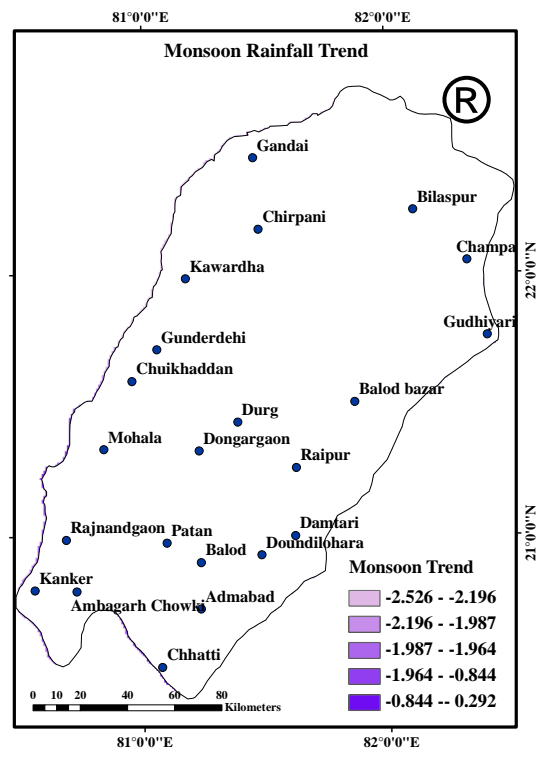 81°0'0"E 82°0'0"E
Monsoon Rainfall Trend
®
Gandai
Bilaspur
Chirpani
Champa
22°0'0"N
Kawardha
Gudhiyari
Gunderdehi
Chuikhaddan
Balod bazar
Durg
Mohala
Dongargaon
Raipur
21°0'0"N
Damtari
Rajnandgaon
Patan
Doundilohara
Balod
Monsoon Trend
Kanker
Ambagarh Chowki
Admabad
-2.526 - -2.196
-2.196 - -1.987
-1.987 - -1.964
-1.964 - -0.844
-0.844 -- 0.292
Chhatti
0 10 20 40 60 80
Kilometers
81°0'0"E 82°0'0"E